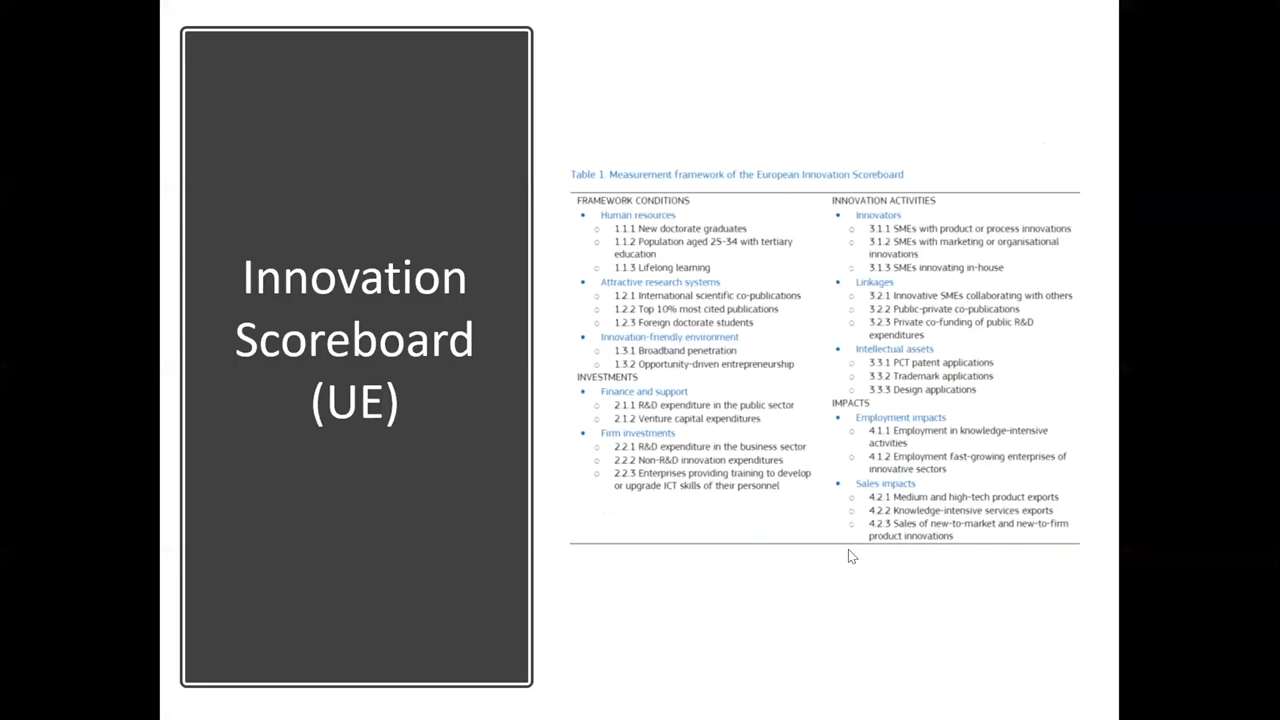 Innovation
Scoreboard
(UE)
Table 1. Measurement framework of the European Innovation Scoreboard
FRAMEWORK CONDITIONS
• Human resources
○ 1.1.1 New doctorate graduates
○ 1.1.2 Population aged 25-34 with tertiary
education
○ 1.1.3 Lifelong learning
• Attractive research systems
○ 1.2.1 International scientific co-publications
○ 1.2.2 Top 10% most cited publications
○ 1.2.3 Foreign doctorate students
• Innovation-friendly environment
○ 1.3.1 Broadband penetration
○ 1.3.2 Opportunity-driven entrepreneurship
INVESTMENTS
• Finance and support
○ 2.1.1 R&D expenditure in the public sector
○ 2.1.2 Venture capital expenditures
• Firm investments
○ 2.2.1 R&D expenditure in the business sector
○ 2.2.2 Non-R&D innovation expenditures
○ 2.2.3 Enterprises providing training to develop
or upgrade ICT skills of their personnel
INNOVATION ACTIVITIES
• Innovators
○ 3.1.1 SMEs with product or process innovations
○ 3.1.2 SMEs with marketing or organisational
innovations
○ 3.1.3 SMEs innovating in-house
• Linkages
○ 3.2.1 Innovative SMEs collaborating with others
○ 3.2.2 Public-private co-publications
○ 3.2.3 Private co-funding of public R&D
expenditures
• Intellectual assets
○ 3.3.1 PCT patent applications
○ 3.3.2 Trademark applications
○ 3.3.3 Design applications
IMPACTS
• Employment impacts
○ 4.1.1 Employment in knowledge-intensive
activities
○ 4.1.2 Employment fast-growing enterprises of
innovative sectors
• Sales impacts
○ 4.2.1 Medium and high-tech product exports
○ 4.2.2 Knowledge-intensive services exports
○ 4.2.3 Sales of new-to-market and new-to-firm
product innovations